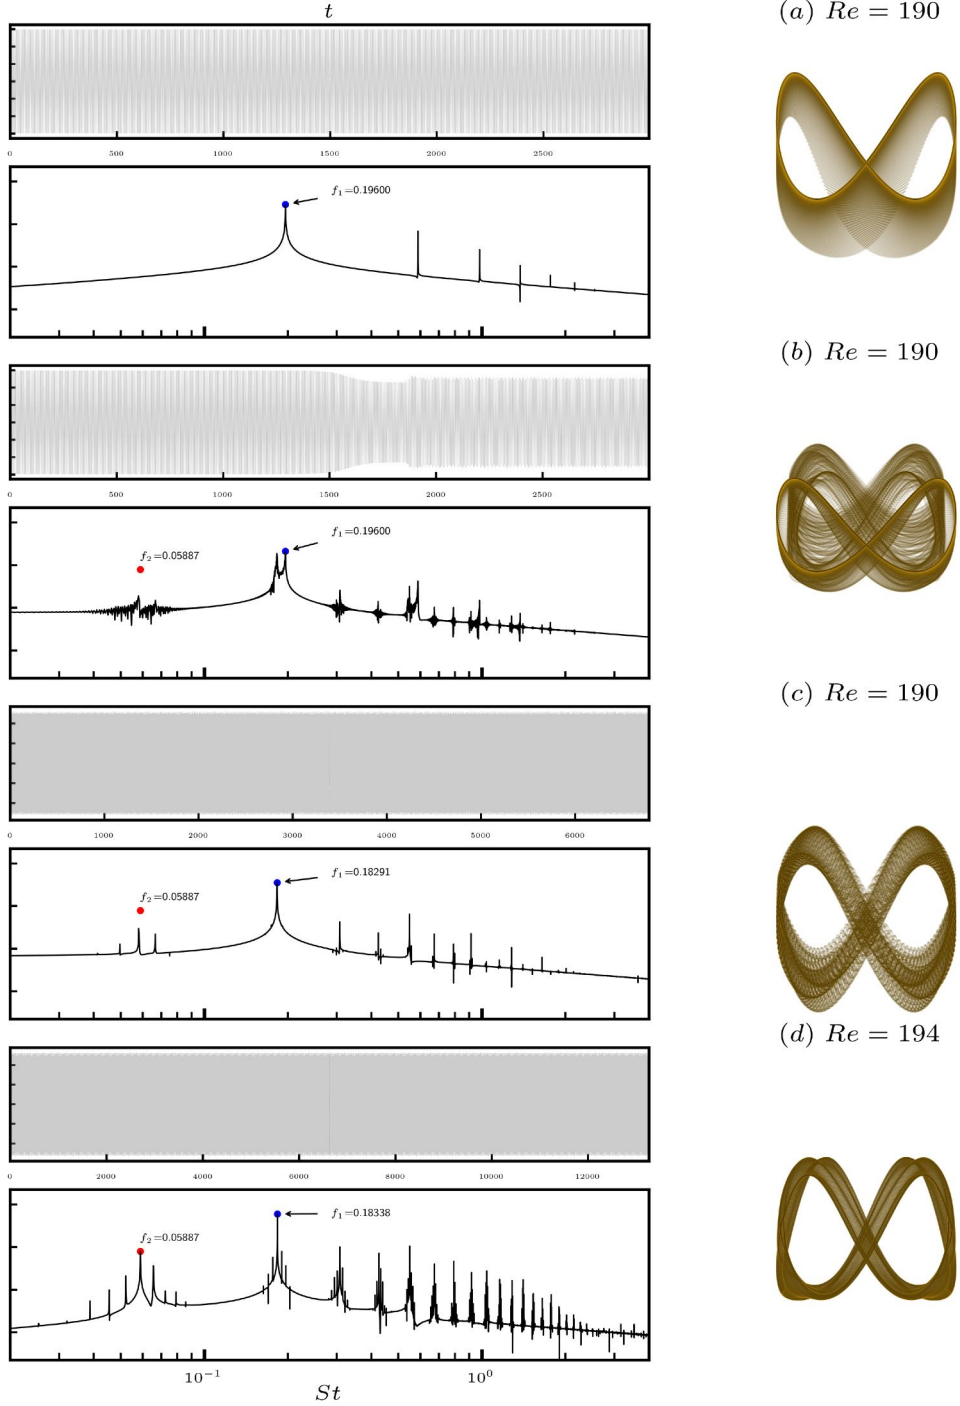 t
(a) Re = 190
0 500 1000 1500 2000 2500
f₁=0.19600
(b) Re = 190
0 500 1000 1500 2000 2500
f₂=0.05887
f₁=0.19600
(c) Re = 190
0 1000 2000 3000 4000 5000 6000
f₂=0.05887
f₁=0.18291
(d) Re = 194
0 2000 4000 6000 8000 10000 12000
f₂=0.05887
f₁=0.18338
10⁻¹ 10⁰
St